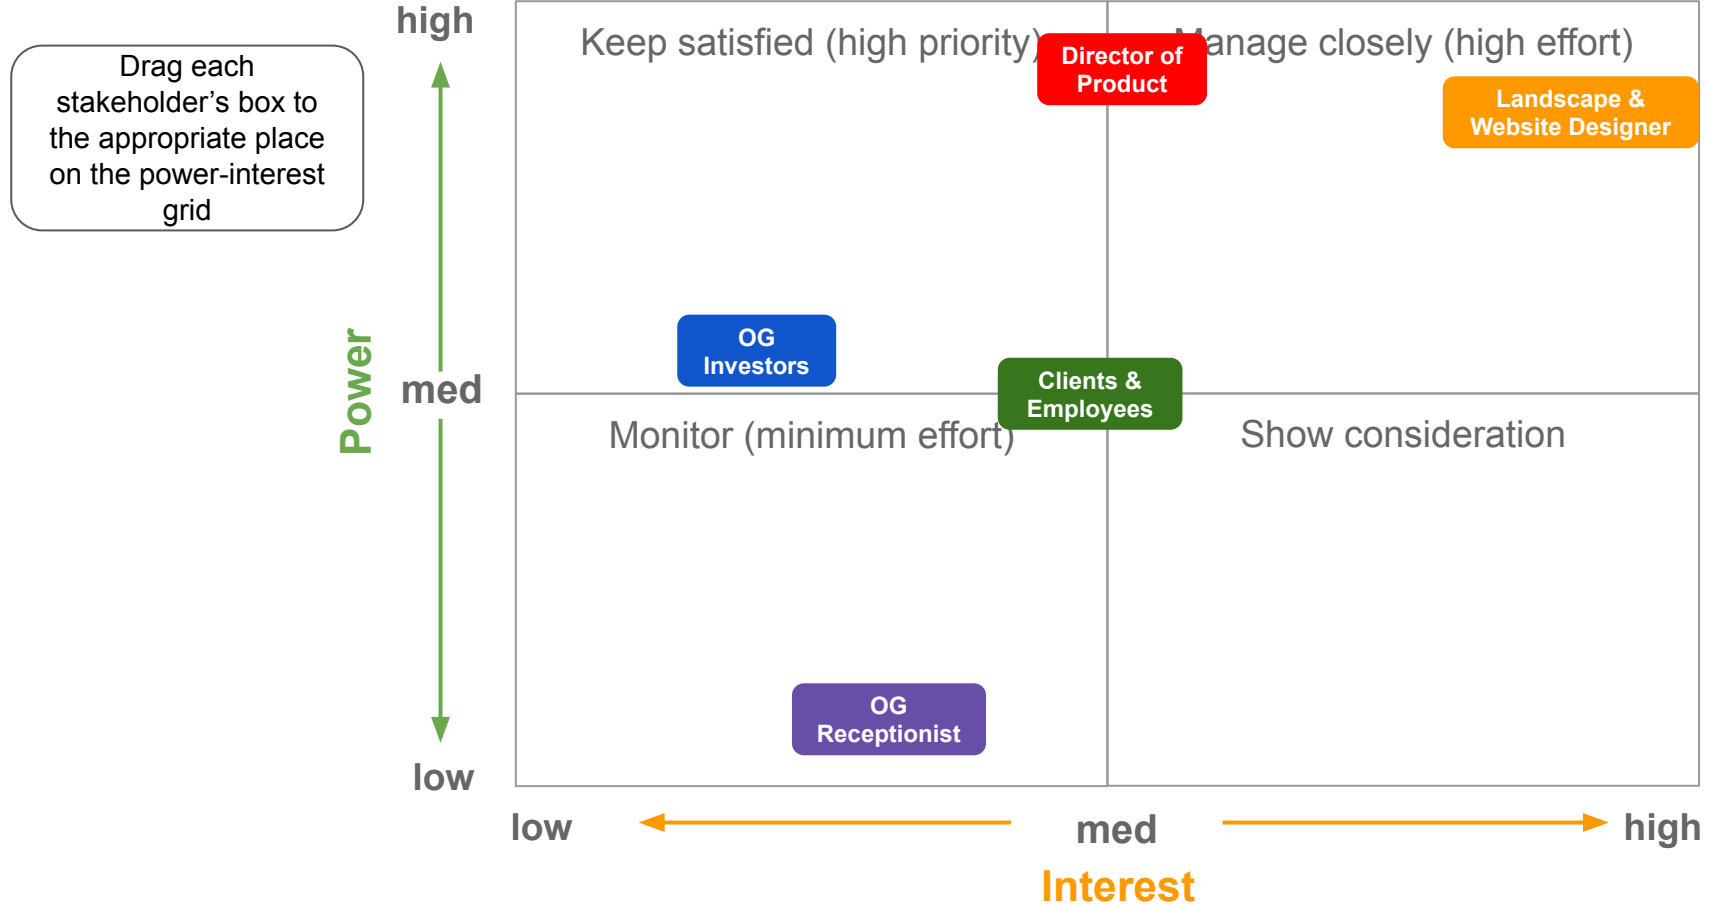 high
Keep satisfied (high priority)
Manage closely (high effort)
Drag each
stakeholder’s box to
the appropriate place
on the power-interest
grid
Director of
Product
Landscape &
Website Designer
OG
Investors
Power
med
Clients &
Employees
Monitor (minimum effort)
Show consideration
OG
Receptionist
low
low
med
high
Interest